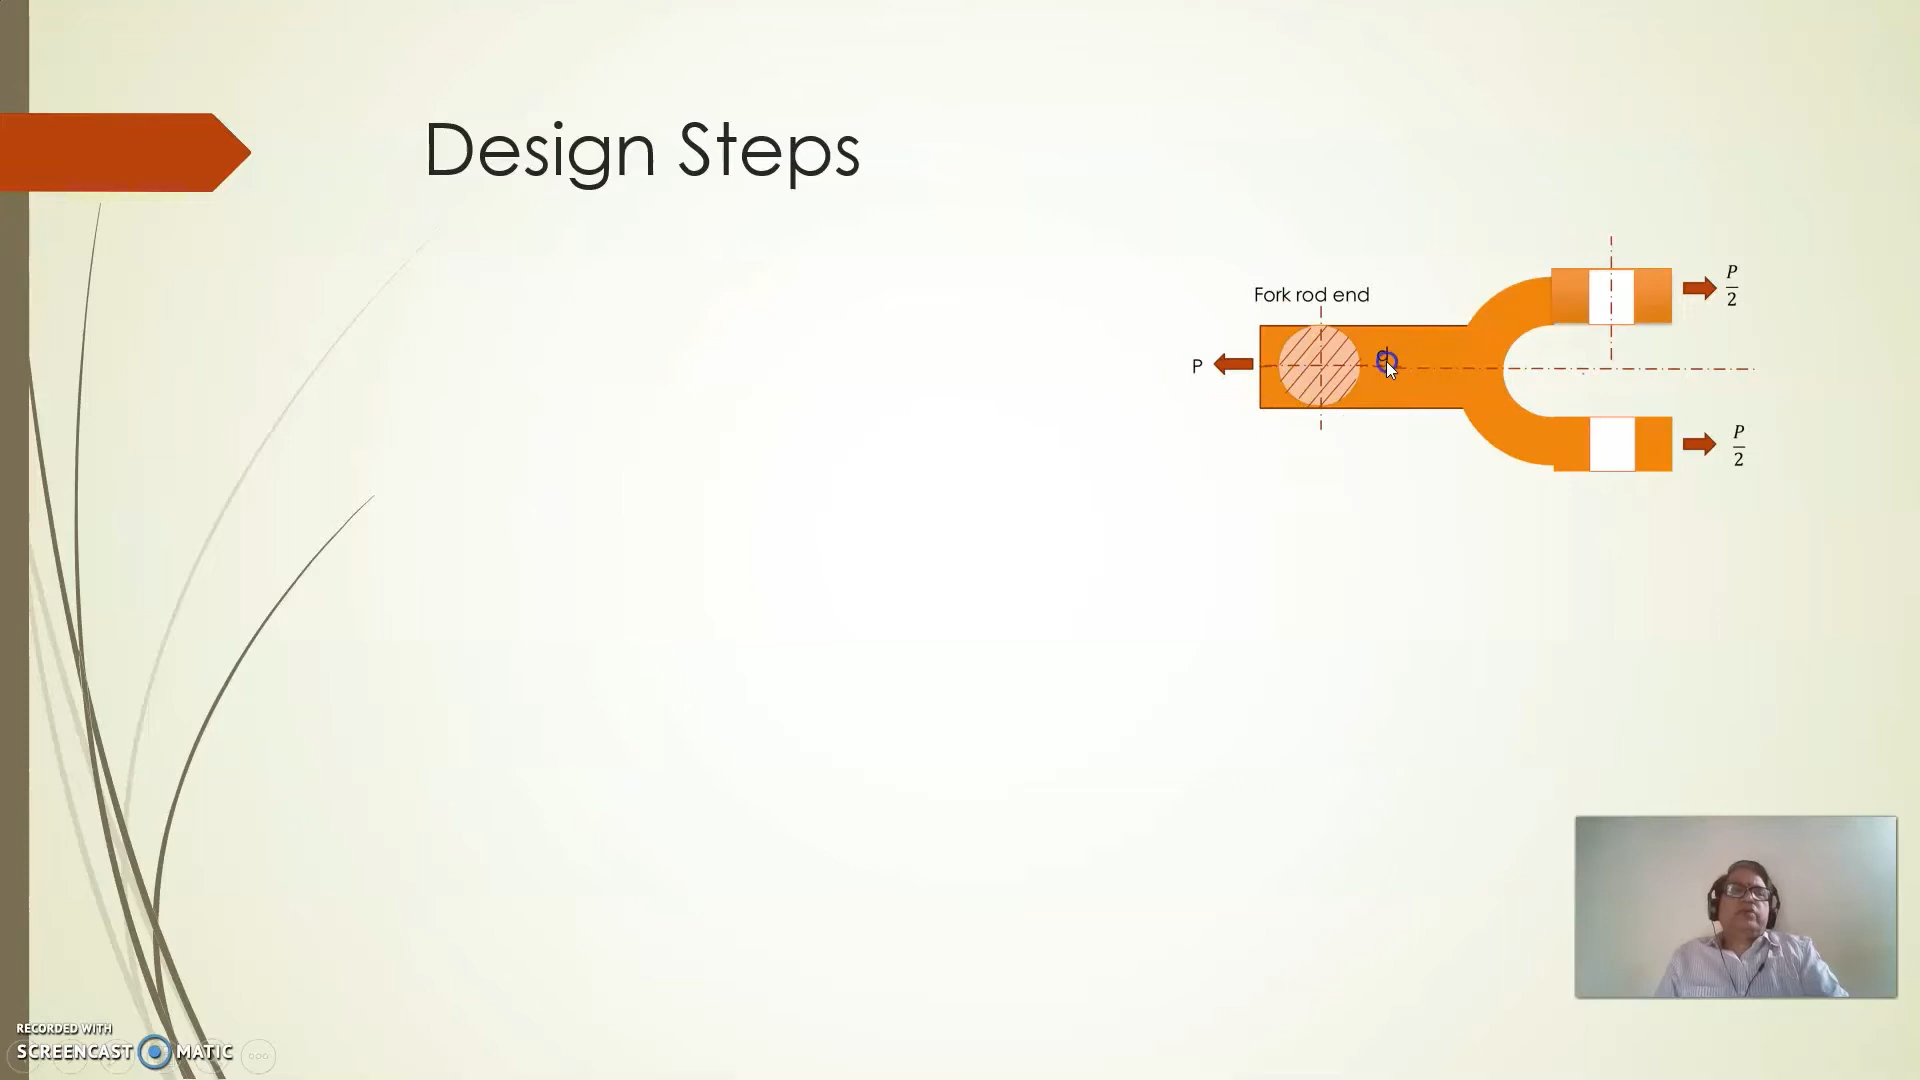 Design Steps
Fork rod end
P
P
2
P
2
RECORDED WITH
SCREENCAST MATIC